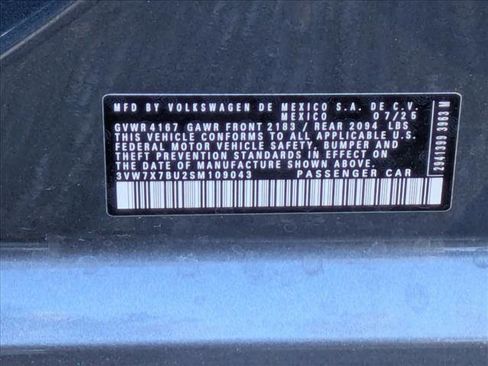 MFD BY VOLKSWAGEN DE MEXICO S.A. DE C.V.
MEXICO 07/25
GVWR 4167 GAWR FRONT 2183 / REAR 2094 LBS
THIS VEHICLE CONFORMS TO ALL APPLICABLE U.S.
FEDERAL MOTOR VEHICLE SAFETY, BUMPER AND
THEFT PREVENTION STANDARDS IN EFFECT ON
THE DATE OF MANUFACTURE SHOWN ABOVE
3VW7X7BU2SM109043 PASSENGER CAR